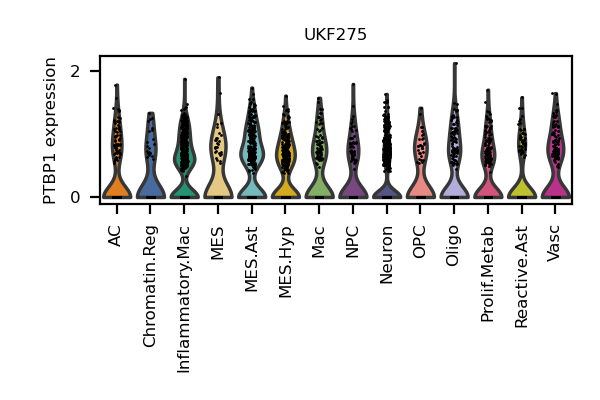 UKF275
PTBP1 expression
2
0
AC
Chromatin.Reg
Inflammatory.Mac
MES
MES.Ast
MES.Hyp
Mac
NPC
Neuron
OPC
Oligo
Prolif.Metab
Reactive.Ast
Vasc